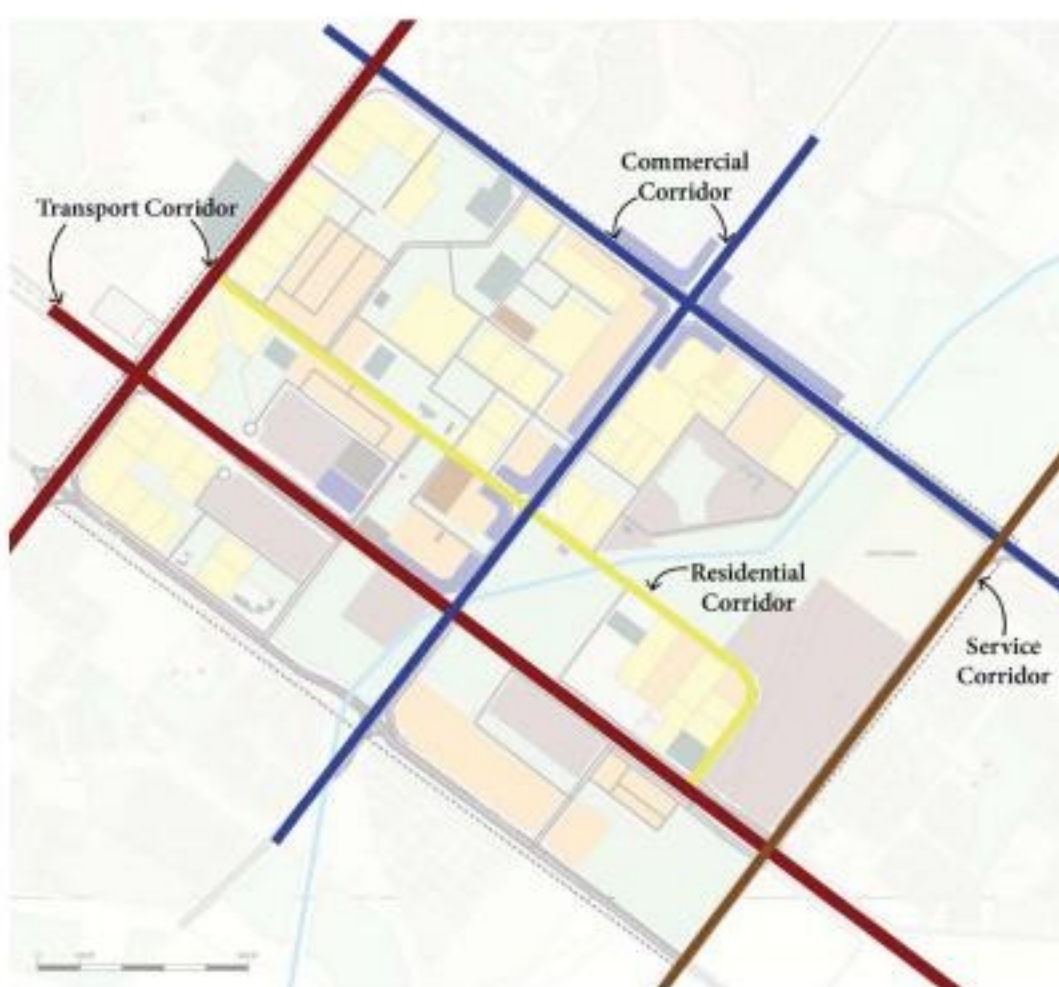 Commercial
Corridor
Transport Corridor
Residential
Corridor
Service
Corridor